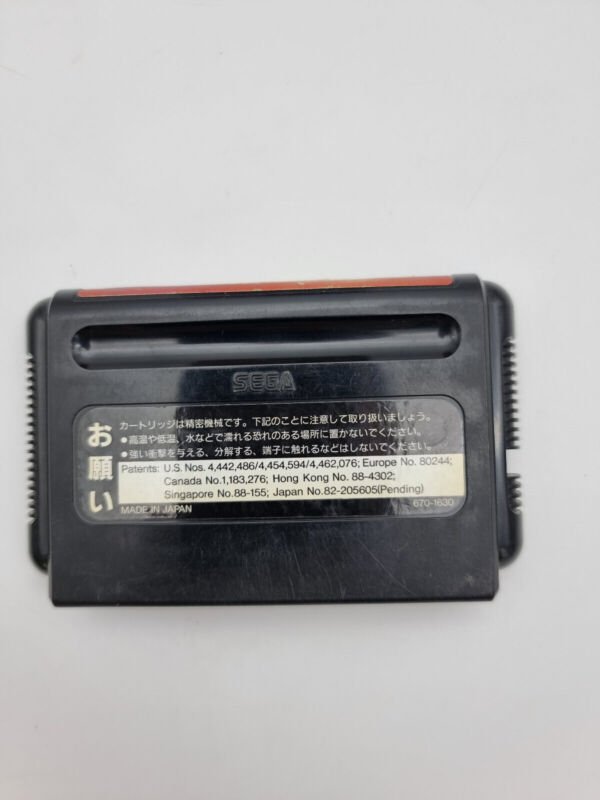 SEGA
お願い
カートリッジは精密機械です。下記のことに注意して取り扱いましょう。
●高温や低温、水などで濡れる恐れのある場所に置かないでください。
●強い衝撃を与える、分解する、端子に触れるなどはしないでください。
Patents: U.S. Nos. 4,442,486/4,454,594/4,462,076; Europe No. 80244;
Canada No.1,183,276; Hong Kong No. 88-4302;
Singapore No.88-155; Japan No.82-205605(Pending)
MADE IN JAPAN
670-1630